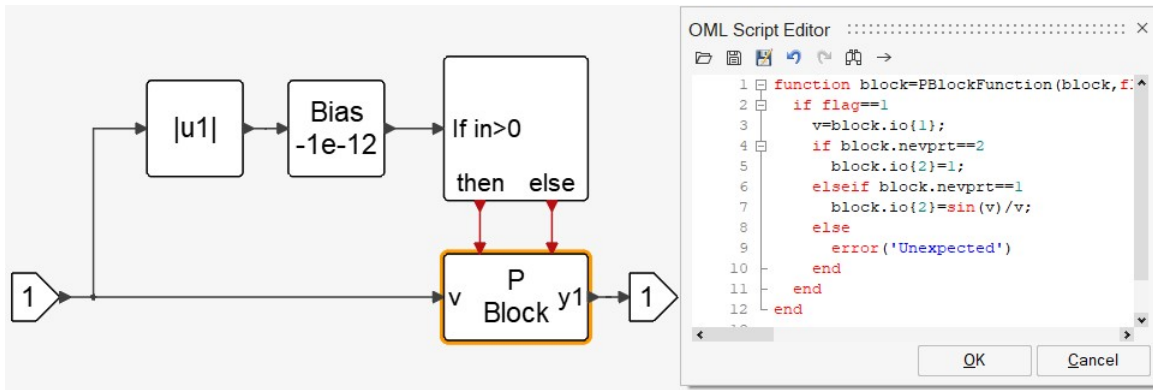 |u1|
Bias
-1e-12
If in>0
then else
1
v
P
Block
y1
1
OML Script Editor
1 function block=PBlockFunction(block,fl
2 if flag==1
3 v=block.io{1};
4 if block.nevprt==2
5 block.io{2}=1;
6 elseif block.nevprt==1
7 block.io{2}=sin(v)/v;
8 else
9 error('Unexpected')
10 end
11 end
12 end
OK Cancel